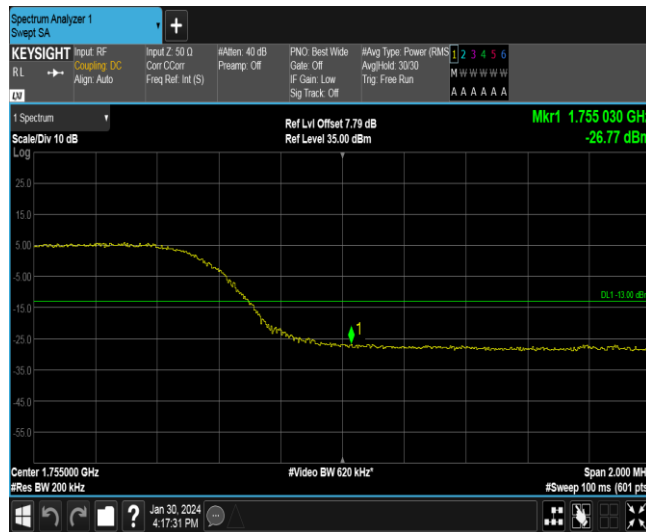 Spectrum Analyzer 1
Swept SA
+
KEYSIGHT
RL
LXI
Input: RF
Coupling: DC
Align: Auto
Input Z: 50 Ω
Corr CCorr
Freq Ref: Int (S)
#Atten: 40 dB
Preamp: Off
PNO: Best Wide
Gate: Off
IF Gain: Low
Sig Track: Off
#Avg Type: Power (RMS
Avg|Hold: 30/30
Trig: Free Run
1 2 3 4 5 6
M W W W W W
A A A A A A
1 Spectrum
Scale/Div 10 dB
Log
Ref Lvl Offset 7.79 dB
Ref Level 35.00 dBm
Mkr1 1.755 030 GHz
-26.77 dBm
25.0
15.0
5.00
-5.00
-15.0
-25.0
-35.0
-45.0
-55.0
DL1 -13.00 dBm
1
Center 1.755000 GHz
#Res BW 200 kHz
#Video BW 620 kHz*
Span 2.000 MHz
#Sweep 100 ms (601 pts)
?
Jan 30, 2024
4:17:31 PM